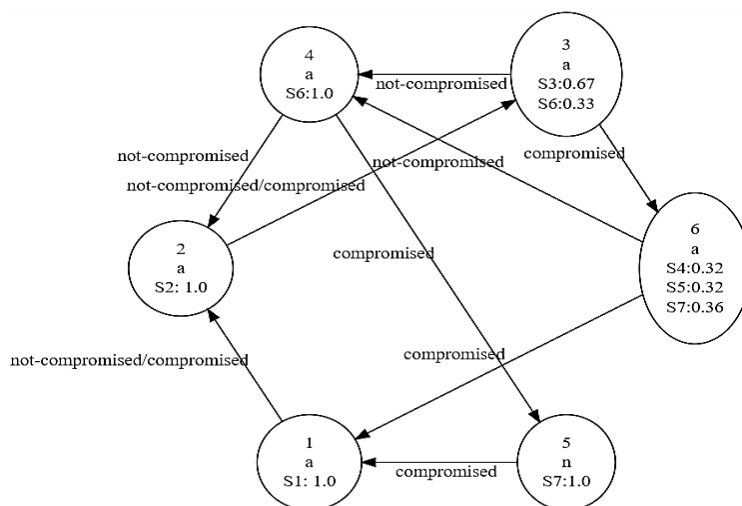 4
a
S6:1.0
3
a
S3:0.67
S6:0.33
not-compromised
compromised
not-compromised
not-compromised
not-compromised/compromised
2
a
S2: 1.0
compromised
6
a
S4:0.32
S5:0.32
S7:0.36
not-compromised/compromised
compromised
1
a
S1: 1.0
compromised
5
n
S7:1.0